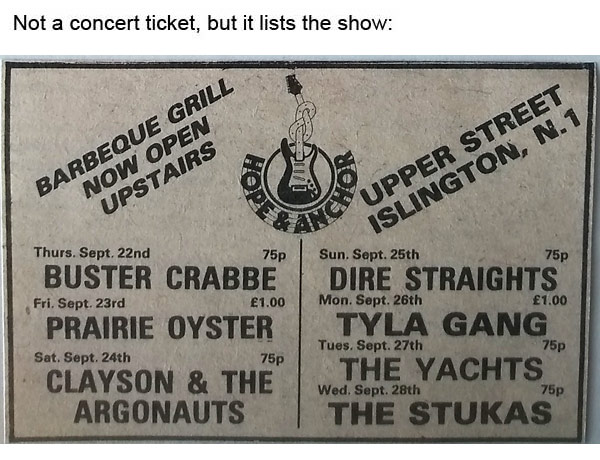 Not a concert ticket, but it lists the show:
BARBEQUE GRILL
NOW OPEN
UPSTAIRS
HOPE & ANCHOR
UPPER STREET
ISLINGTON, N.1
Thurs. Sept. 22nd 75p
BUSTER CRABBE
Fri. Sept. 23rd £1.00
PRAIRIE OYSTER
Sat. Sept. 24th 75p
CLAYSON & THE
ARGONAUTS
Sun. Sept. 25th 75p
DIRE STRAIGHTS
Mon. Sept. 26th £1.00
TYLA GANG
Tues. Sept. 27th 75p
THE YACHTS
Wed. Sept. 28th 75p
THE STUKAS